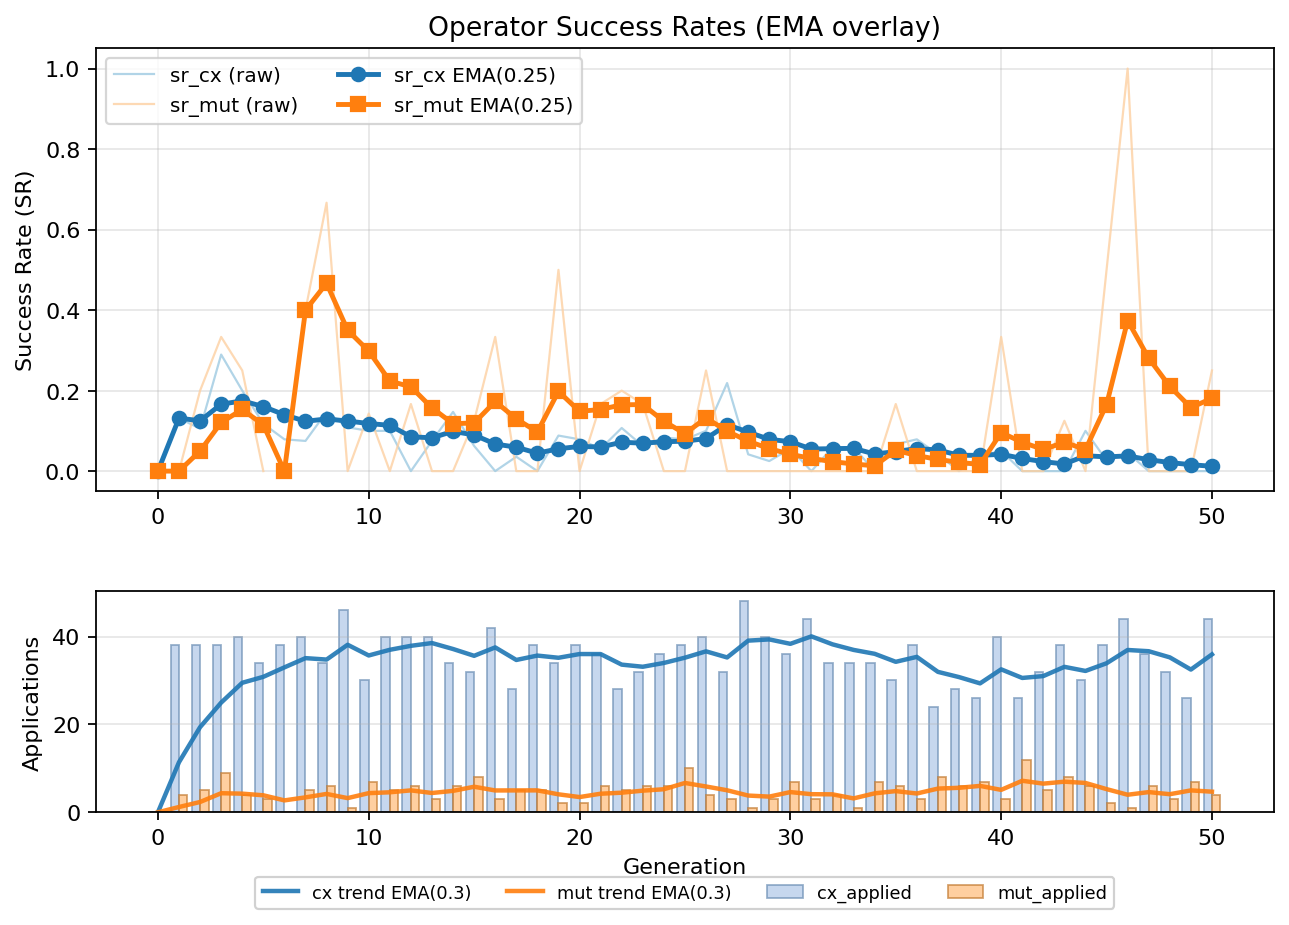 Operator Success Rates (EMA overlay)
sr_cx (raw)
sr_mut (raw)
sr_cx EMA(0.25)
sr_mut EMA(0.25)
Success Rate (SR)
1.0
0.8
0.6
0.4
0.2
0.0
0 10 20 30 40 50
Applications
40
20
0
0 10 20 30 40 50
Generation
cx trend EMA(0.3) mut trend EMA(0.3) cx_applied mut_applied